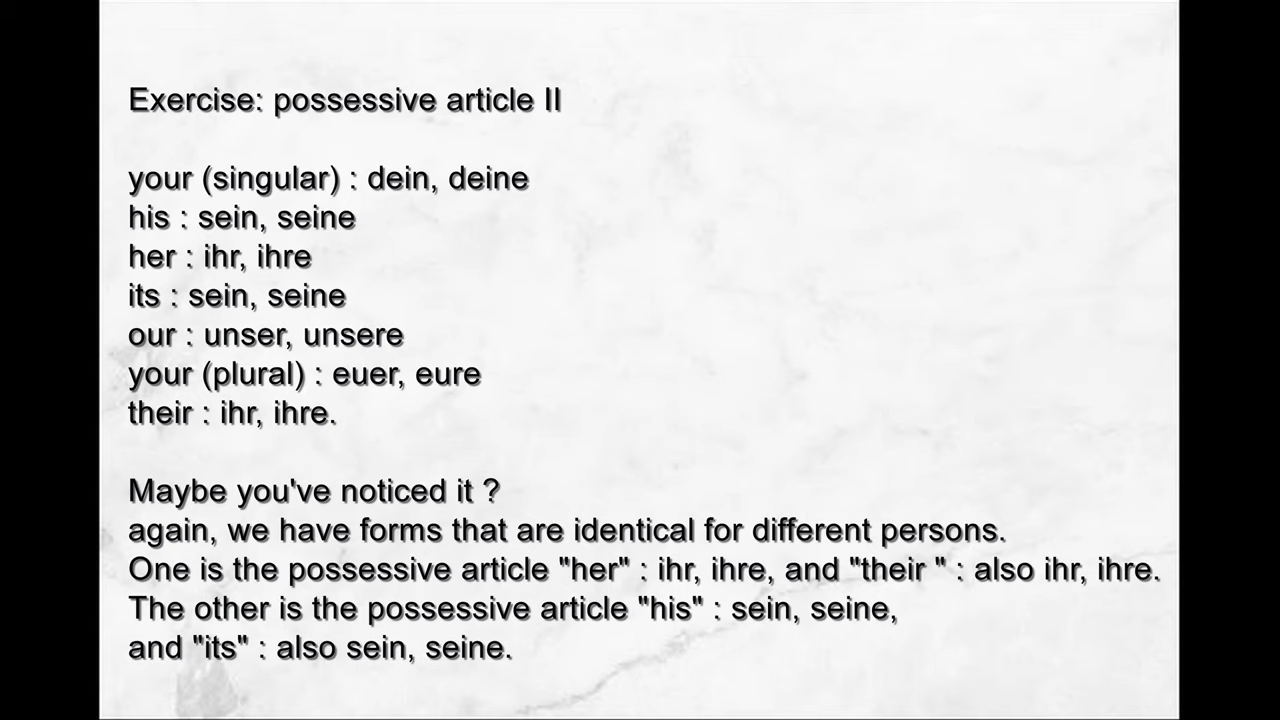 Exercise: possessive article II
your (singular) : dein, deine
his : sein, seine
her : ihr, ihre
its : sein, seine
our : unser, unsere
your (plural) : euer, eure
their : ihr, ihre.
Maybe you've noticed it ?
again, we have forms that are identical for different persons.
One is the possessive article "her" : ihr, ihre, and "their " : also ihr, ihre.
The other is the possessive article "his" : sein, seine,
and "its" : also sein, seine.